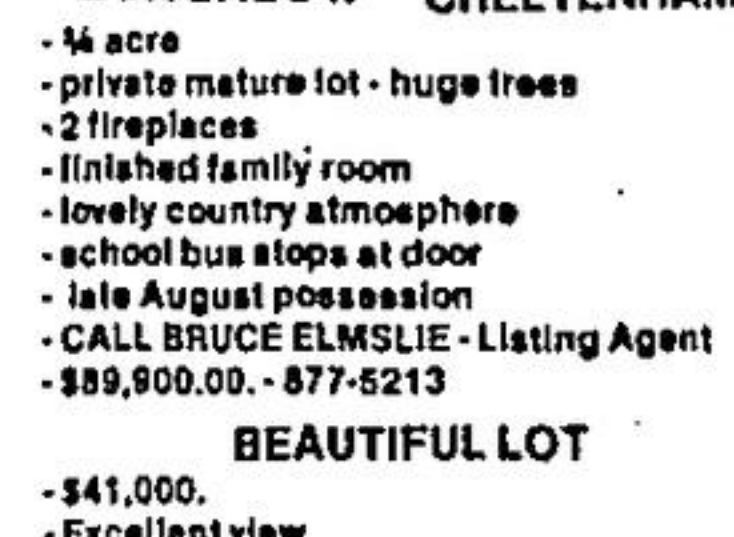 - ¼ acre
- private mature lot - huge trees
- 2 fireplaces
- finished family room
- lovely country atmosphere
- school bus stops at door
- late August possession
- CALL BRUCE ELMSLIE - Listing Agent
- $89,900.00. - 877-5213
BEAUTIFUL LOT
- $41,000.
- Excellent view